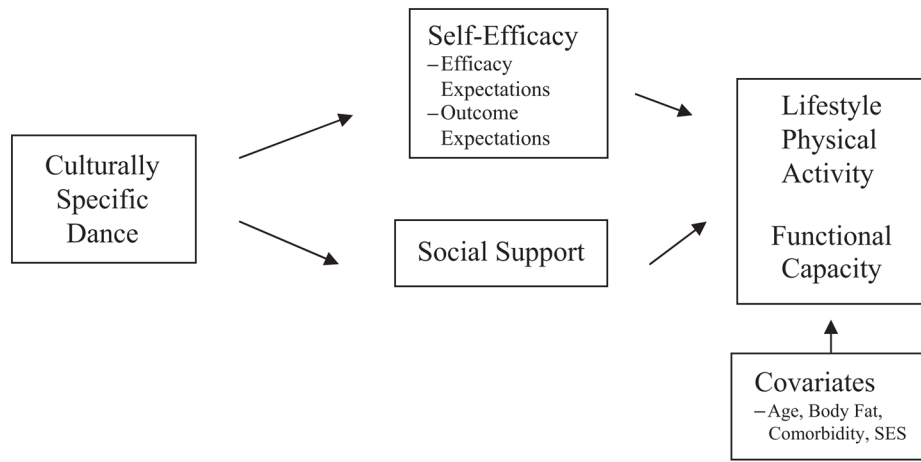 Culturally
Specific
Dance
Self-Efficacy
–Efficacy
Expectations
–Outcome
Expectations
Social Support
Lifestyle
Physical
Activity
Functional
Capacity
Covariates
–Age, Body Fat,
Comorbidity, SES